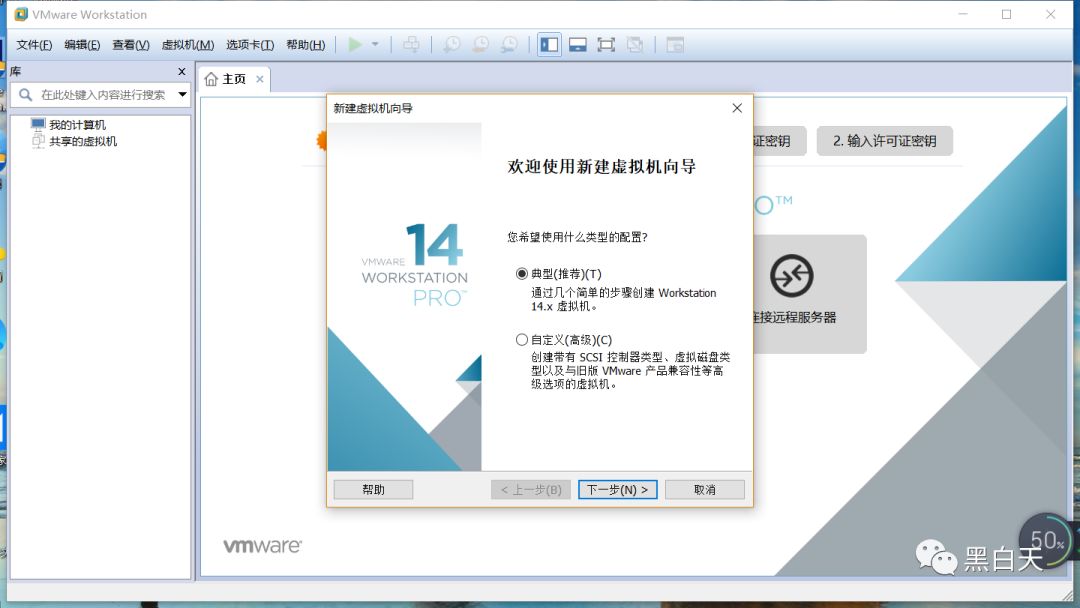 VMware Workstation
文件(F) 编辑(E) 查看(V) 虚拟机(M) 选项卡(T) 帮助(H)
库
在此处键入内容进行搜索
我的计算机
共享的虚拟机
主页
证密钥
2. 输入许可证密钥
O™
连接远程服务器
新建虚拟机向导
14
VMWARE
WORKSTATION
PRO™
欢迎使用新建虚拟机向导
您希望使用什么类型的配置?
典型(推荐)(T)
通过几个简单的步骤创建 Workstation
14.x 虚拟机。
自定义(高级)(C)
创建带有 SCSI 控制器类型、虚拟磁盘类
型以及与旧版 VMware 产品兼容性等高
级选项的虚拟机。
帮助
< 上一步(B)
下一步(N) >
取消
vmware
50%
黑白天